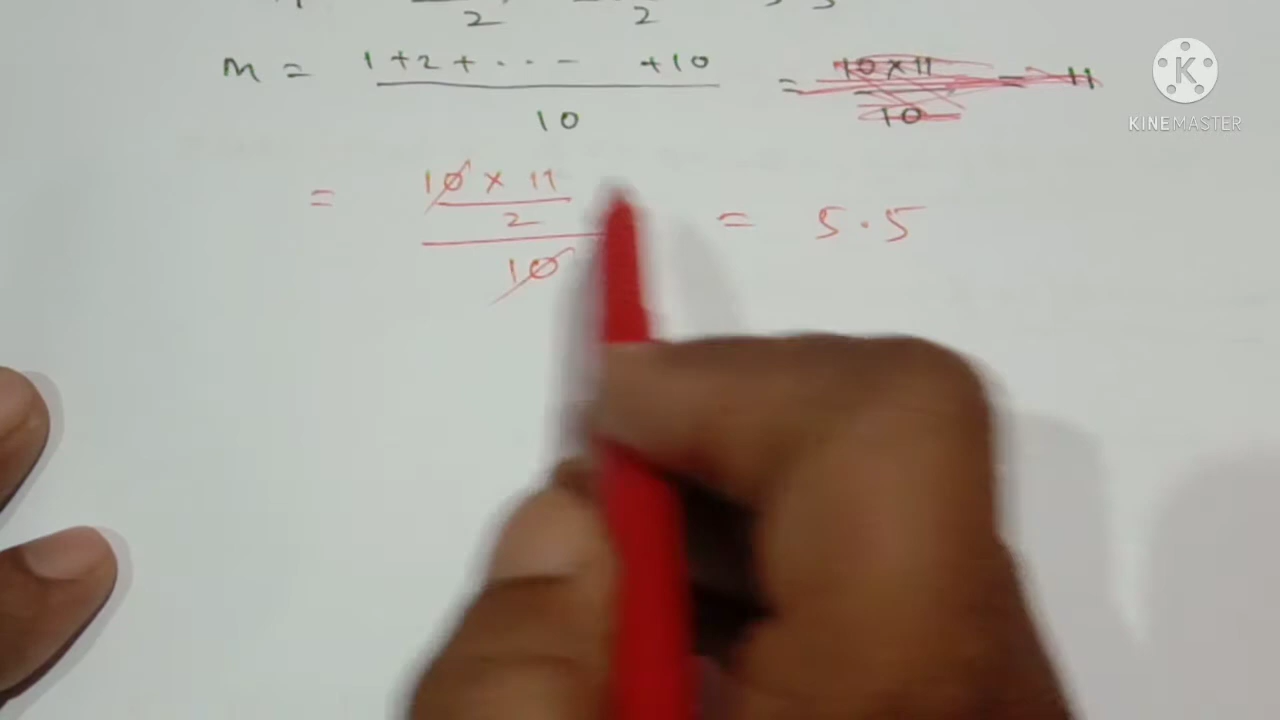 2 2
m = 1 + 2 + . . . - + 10 / 10 = 10 x 11 / 10 = 11
= 10 x 11 / 2 / 10 = 5.5
KINEMASTER